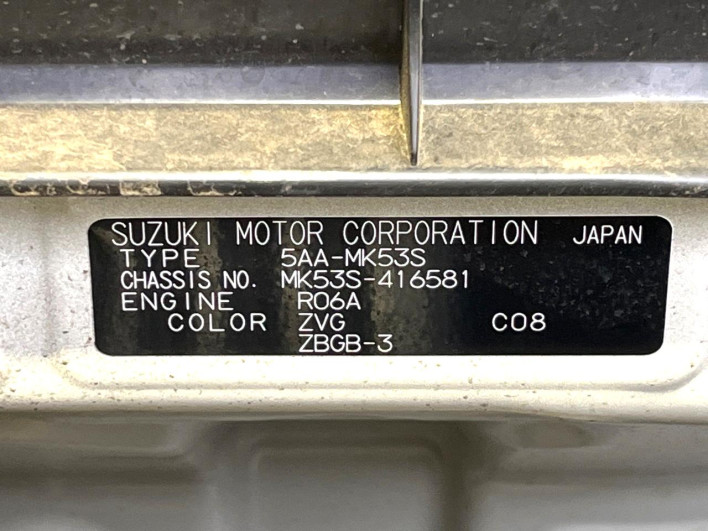 SUZUKI MOTOR CORPORATION JAPAN
TYPE 5AA-MK53S
CHASSIS NO. MK53S-416581
ENGINE R06A
COLOR ZVG C08
ZBGB-3